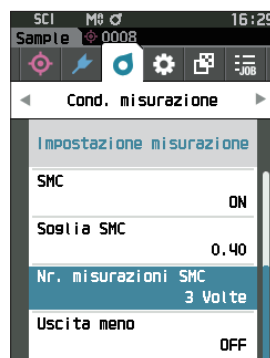 SCI M0 16:29
Sample 0008
JOB
Cond. misurazione
Impostazione misurazione
SMC
ON
Soglia SMC
0.40
Nr. misurazioni SMC
3 Volte
Uscita meno
OFF